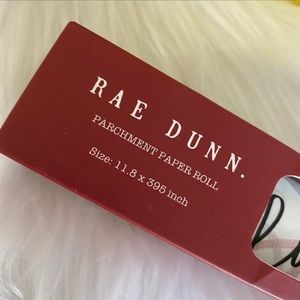 RAE DUNN.
PARCHMENT PAPER ROLL
Size: 11.8 x 395 inch